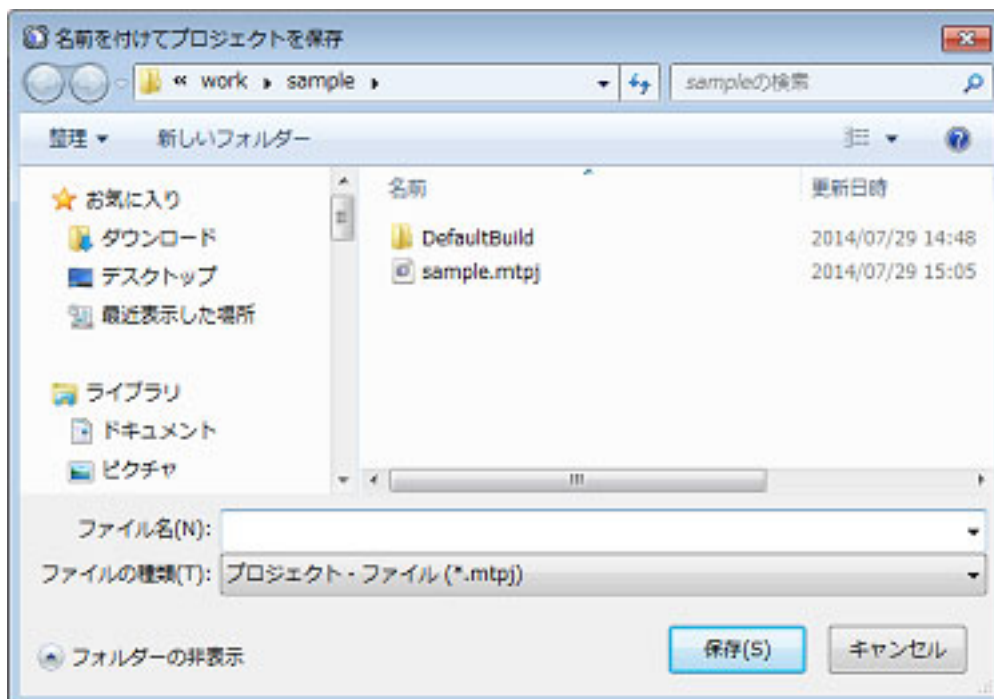 名前を付けてプロジェクトを保存
« work ▸ sample ▸
sampleの検索
整理 ▼ 新しいフォルダー
お気に入り
ダウンロード
デスクトップ
最近表示した場所
ライブラリ
ドキュメント
ピクチャ
名前 更新日時
DefaultBuild 2014/07/29 14:48
sample.mtpj 2014/07/29 15:05
ファイル名(N):
ファイルの種類(T): プロジェクト・ファイル (*.mtpj)
フォルダーの非表示
保存(S) キャンセル